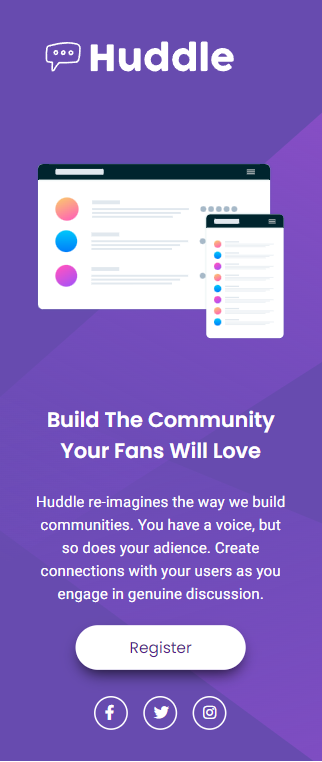 Huddle
Build The Community
Your Fans Will Love
Huddle re-imagines the way we build
communities. You have a voice, but
so does your adience. Create
connections with your users as you
engage in genuine discussion.
Register